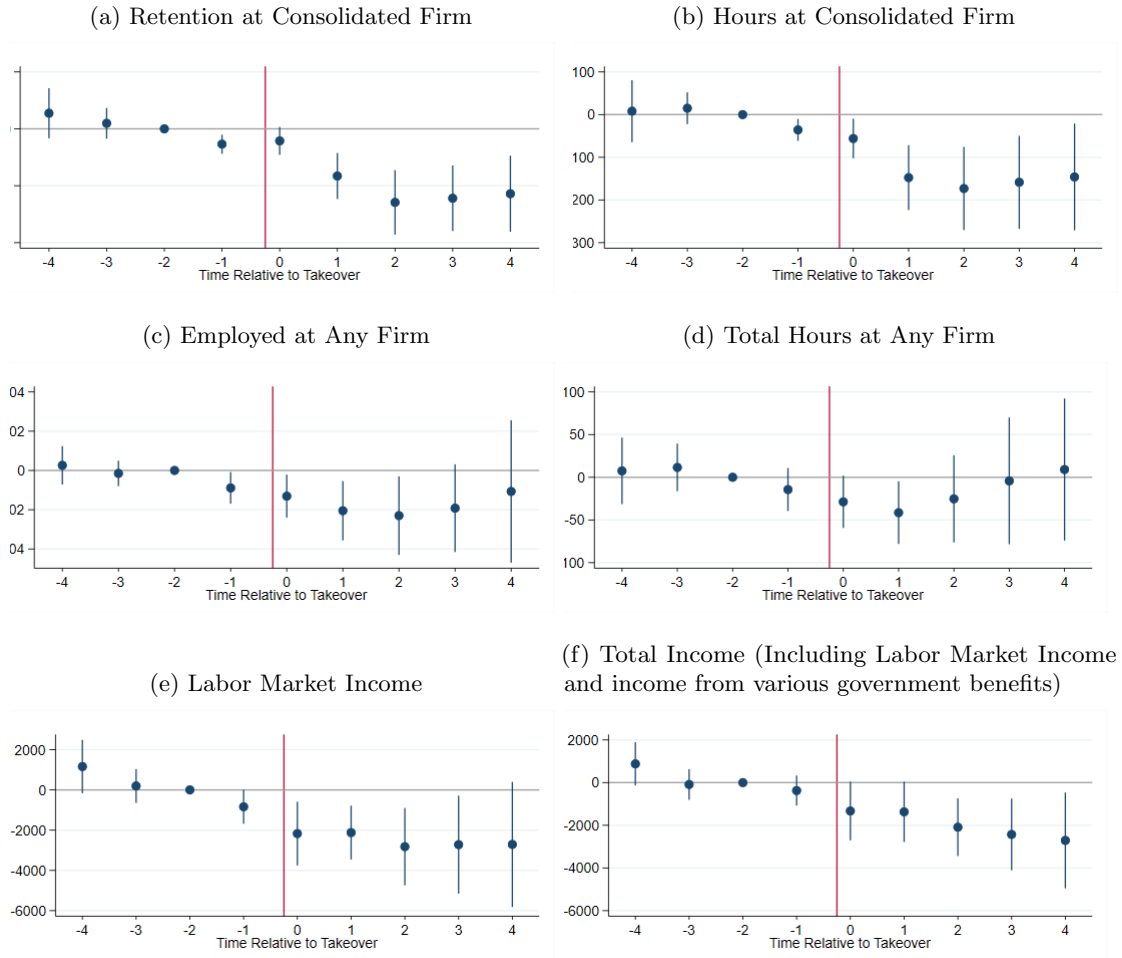 (a) Retention at Consolidated Firm
(b) Hours at Consolidated Firm
-4 -3 -2 -1 0 1 2 3 4
Time Relative to Takeover
100
0
100
200
300
-4 -3 -2 -1 0 1 2 3 4
Time Relative to Takeover
(c) Employed at Any Firm
(d) Total Hours at Any Firm
04
02
0
02
04
-4 -3 -2 -1 0 1 2 3 4
Time Relative to Takeover
100
50
0
-50
100
-4 -3 -2 -1 0 1 2 3 4
Time Relative to Takeover
(e) Labor Market Income
(f) Total Income (Including Labor Market Income
and income from various government benefits)
2000
0
-2000
-4000
-6000
-4 -3 -2 -1 0 1 2 3 4
Time Relative to Takeover
2000
0
-2000
-4000
-6000
-4 -3 -2 -1 0 1 2 3 4
Time Relative to Takeover